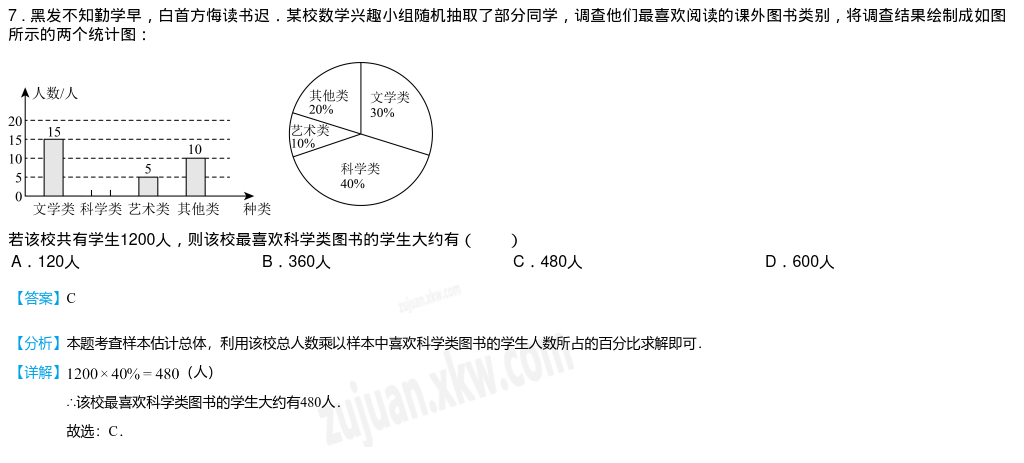 7．黑发不知勤学早，白首方悔读书迟．某校数学兴趣小组随机抽取了部分同学，调查他们最喜欢阅读的课外图书类别，将调查结果绘制成如图
所示的两个统计图：
人数/人
20
15
10
5
0
15
5
10
文学类 科学类 艺术类 其他类 种类
其他类
20%
文学类
30%
艺术类
10%
科学类
40%
若该校共有学生1200人，则该校最喜欢科学类图书的学生大约有（　　）
A．120人 B．360人 C．480人 D．600人
【答案】C
【分析】本题考查样本估计总体，利用该校总人数乘以样本中喜欢科学类图书的学生人数所占的百分比求解即可．
【详解】1200×40%=480（人）
∴该校最喜欢科学类图书的学生大约有480人．
故选：C．
zujuan.xkw.com
zujuan.xkw.com